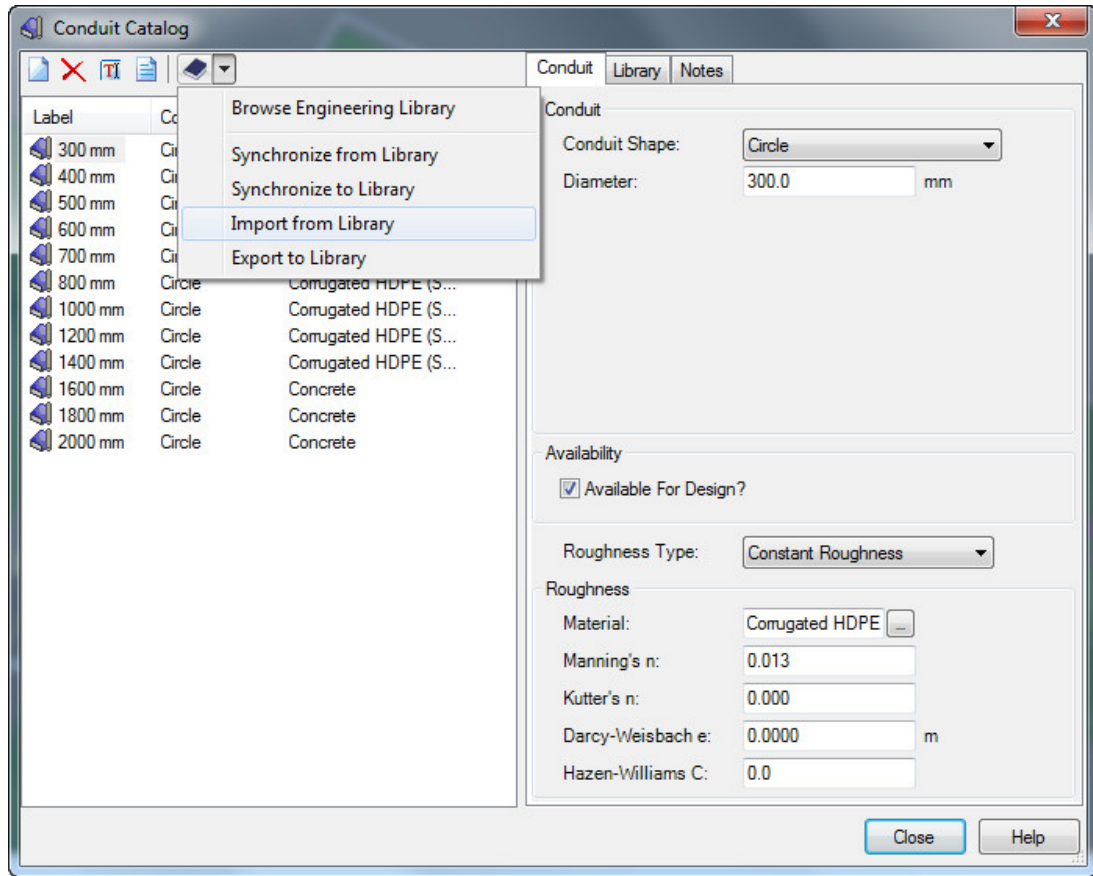 Conduit Catalog
Conduit Library Notes
Browse Engineering Library
Synchronize from Library
Synchronize to Library
Import from Library
Export to Library
Label Co
300 mm Ci
400 mm Ci
500 mm Ci
600 mm Ci
700 mm Ci
800 mm Circle Corrugated HDPE (S...
1000 mm Circle Corrugated HDPE (S...
1200 mm Circle Corrugated HDPE (S...
1400 mm Circle Corrugated HDPE (S...
1600 mm Circle Concrete
1800 mm Circle Concrete
2000 mm Circle Concrete
Conduit
Conduit Shape: Circle
Diameter: 300.0 mm
Availability
Available For Design?
Roughness Type: Constant Roughness
Roughness
Material: Corrugated HDPE ...
Manning's n: 0.013
Kutter's n: 0.000
Darcy-Weisbach e: 0.0000 m
Hazen-Williams C: 0.0
Close Help